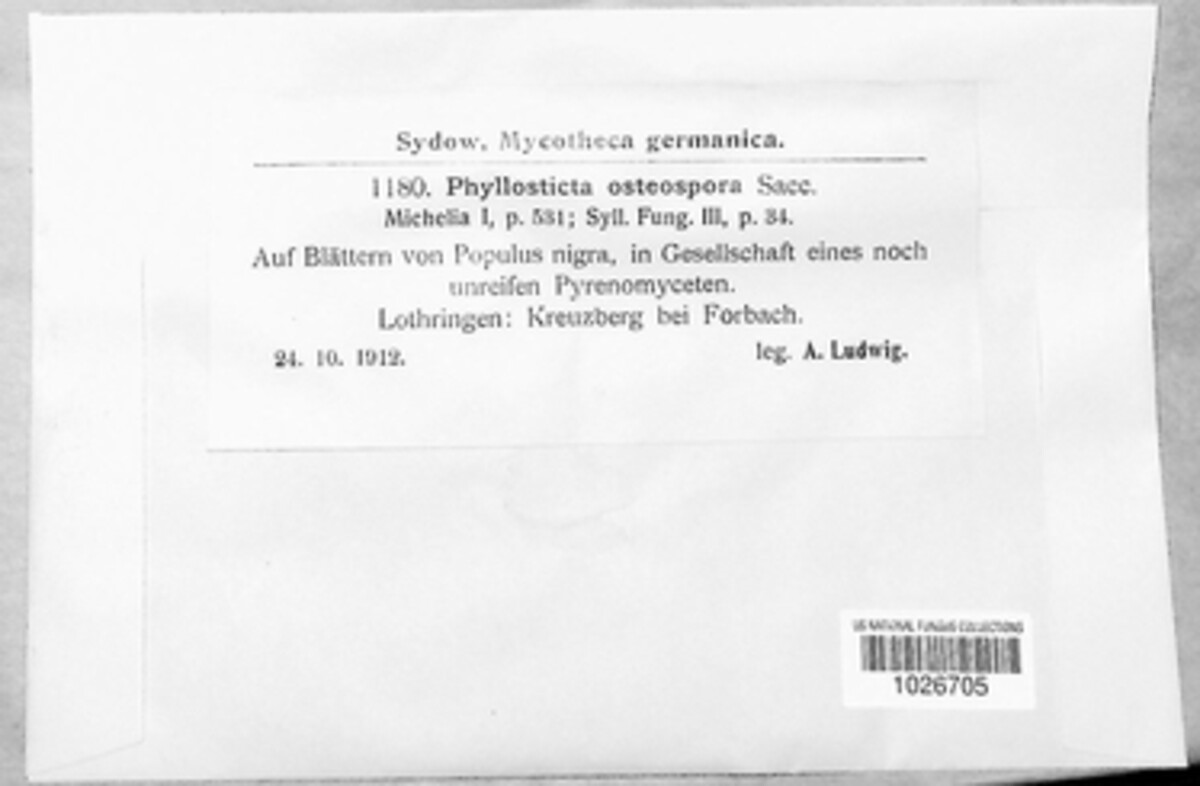 Sydow. Mycotheca germanica.
1180. Phyllosticta osteospora Sacc.
Michelia I, p. 531; Syll. Fung. III, p. 34.
Auf Blättern von Populus nigra, in Gesellschaft eines noch
unreifen Pyrenomyceten.
Lothringen: Kreuzberg bei Forbach.
24. 10. 1912. leg. A. Ludwig.
US NATIONAL FUNGUS COLLECTIONS
1026705